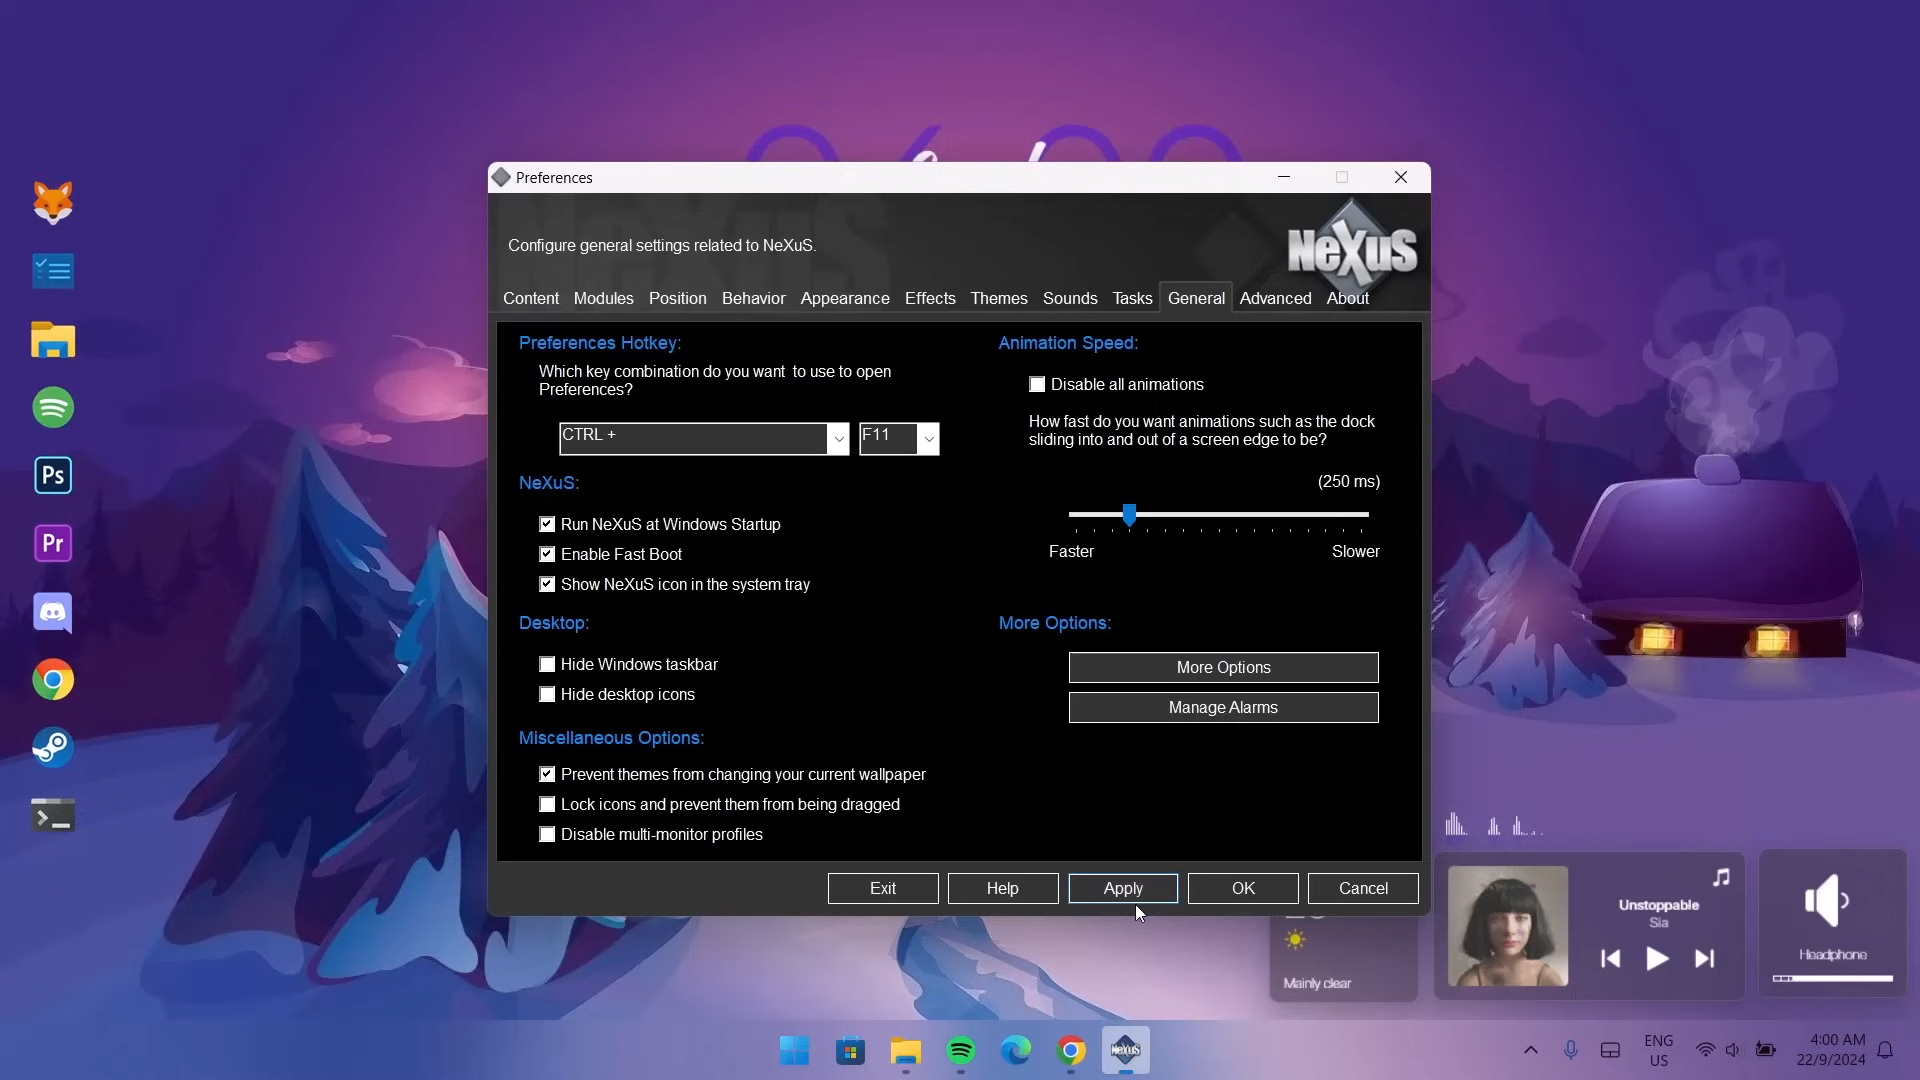 Preferences
Configure general settings related to NeXuS.
NeXuS
Content Modules Position Behavior Appearance Effects Themes Sounds Tasks General Advanced About
Preferences Hotkey:
Which key combination do you want to use to open
Preferences?
CTRL +
F11
NeXuS:
Run NeXuS at Windows Startup
Enable Fast Boot
Show NeXuS icon in the system tray
Desktop:
Hide Windows taskbar
Hide desktop icons
Miscellaneous Options:
Prevent themes from changing your current wallpaper
Lock icons and prevent them from being dragged
Disable multi-monitor profiles
Animation Speed:
Disable all animations
How fast do you want animations such as the dock
sliding into and out of a screen edge to be?
(250 ms)
Faster
Slower
More Options:
More Options
Manage Alarms
Exit
Help
Apply
OK
Cancel
Ps
Pr
Mainly clear
Unstoppable
Sia
Headphone
NeXuS
ENG
US
4:00 AM
22/9/2024